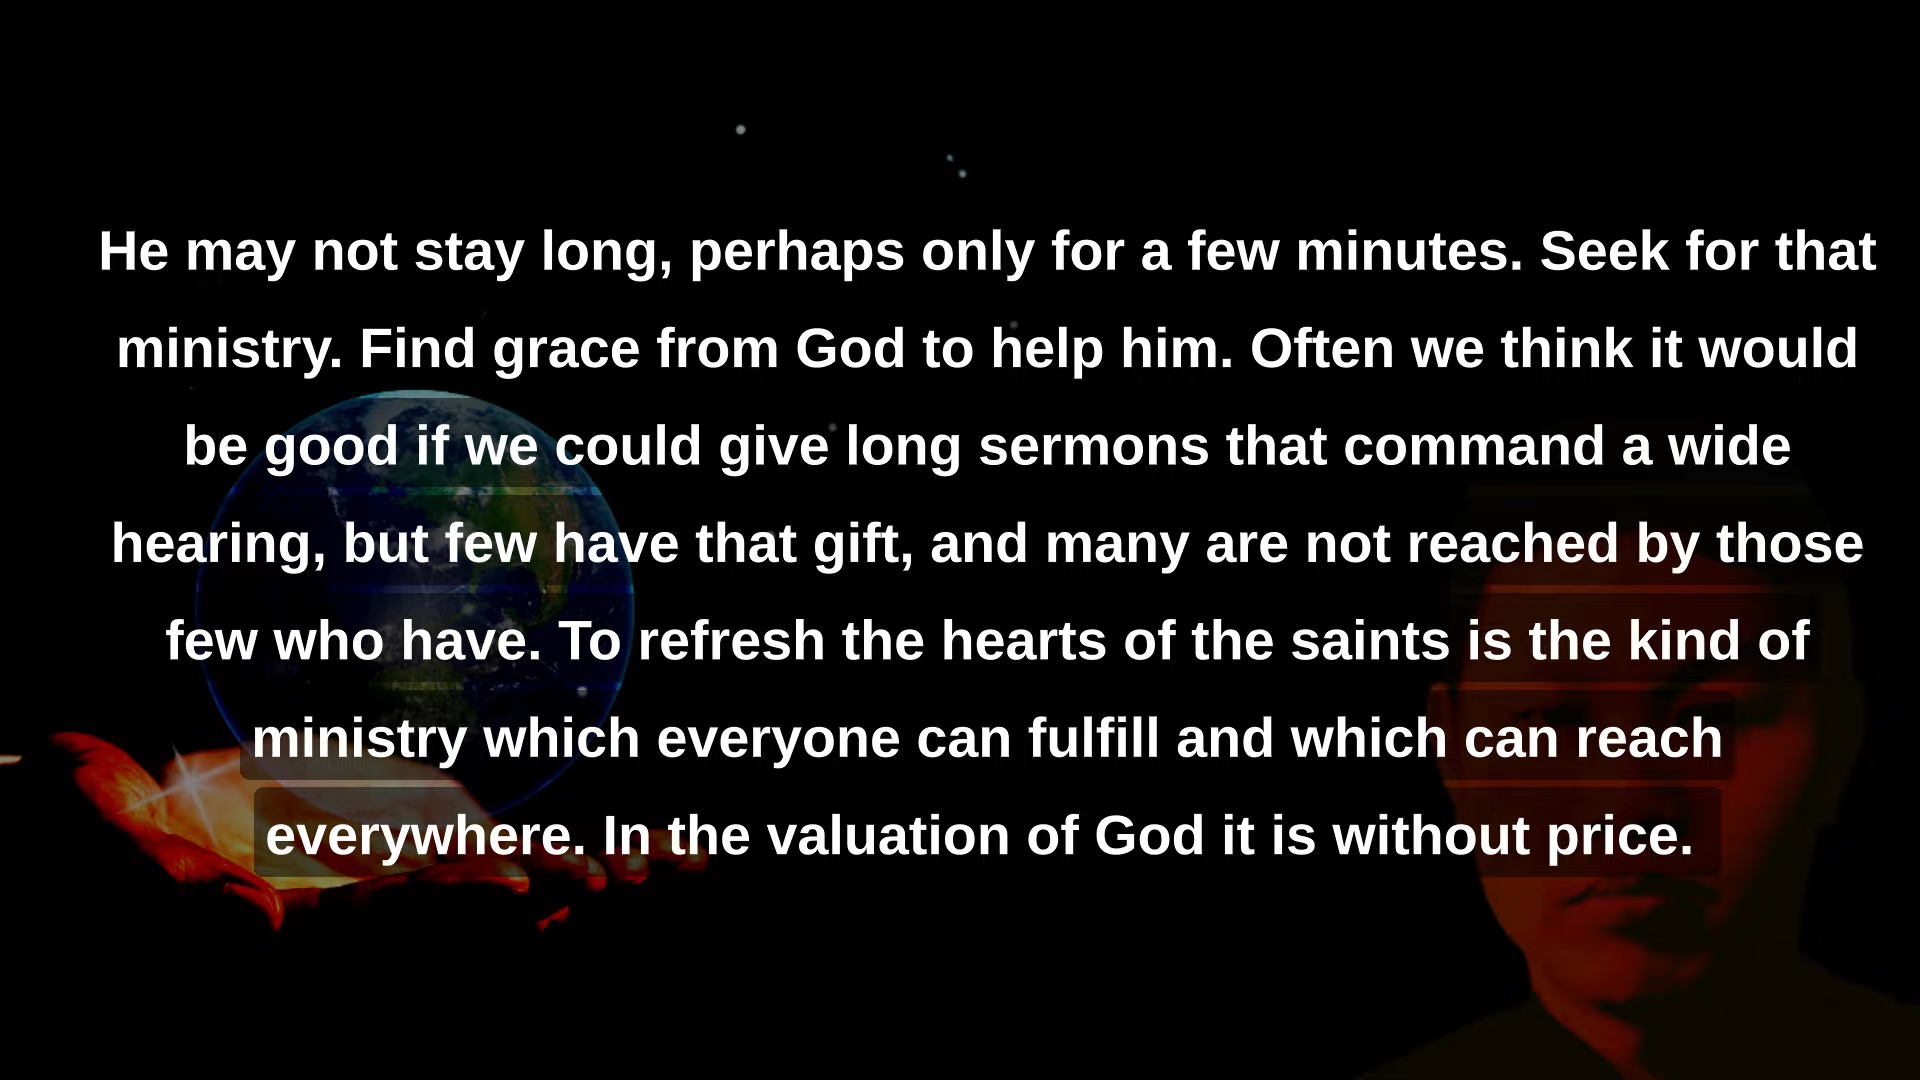 He may not stay long, perhaps only for a few minutes. Seek for that
ministry. Find grace from God to help him. Often we think it would
be good if we could give long sermons that command a wide
hearing, but few have that gift, and many are not reached by those
few who have. To refresh the hearts of the saints is the kind of
ministry which everyone can fulfill and which can reach
everywhere. In the valuation of God it is without price.